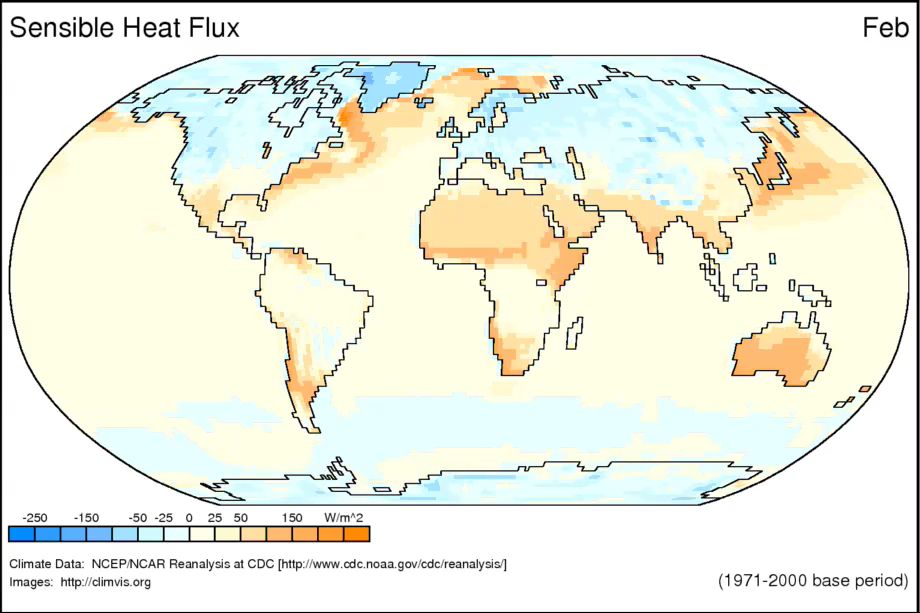 Sensible Heat Flux Feb
-250 -150 -50 -25 0 25 50 150 W/m^2
Climate Data: NCEP/NCAR Reanalysis at CDC [http://www.cdc.noaa.gov/cdc/reanalysis/]
Images: http://climvis.org (1971-2000 base period)